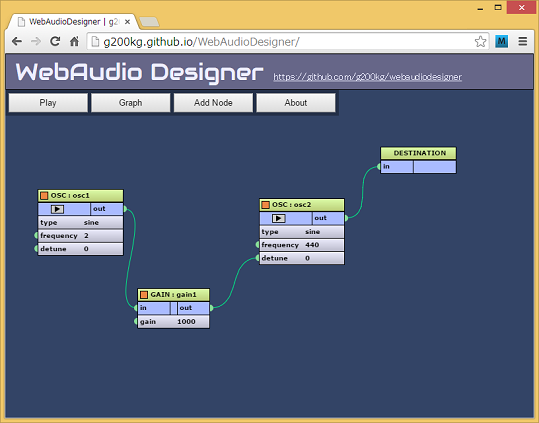 WebAudioDesigner | g200
g200kg.github.io/WebAudioDesigner/
M
WebAudio Designer https://github.com/g200kg/webaudiodesigner
Play Graph Add Node About
DESTINATION
in
OSC : osc1
out
type sine
frequency 2
detune 0
OSC : osc2
out
type sine
frequency 440
detune 0
GAIN : gain1
in out
gain 1000